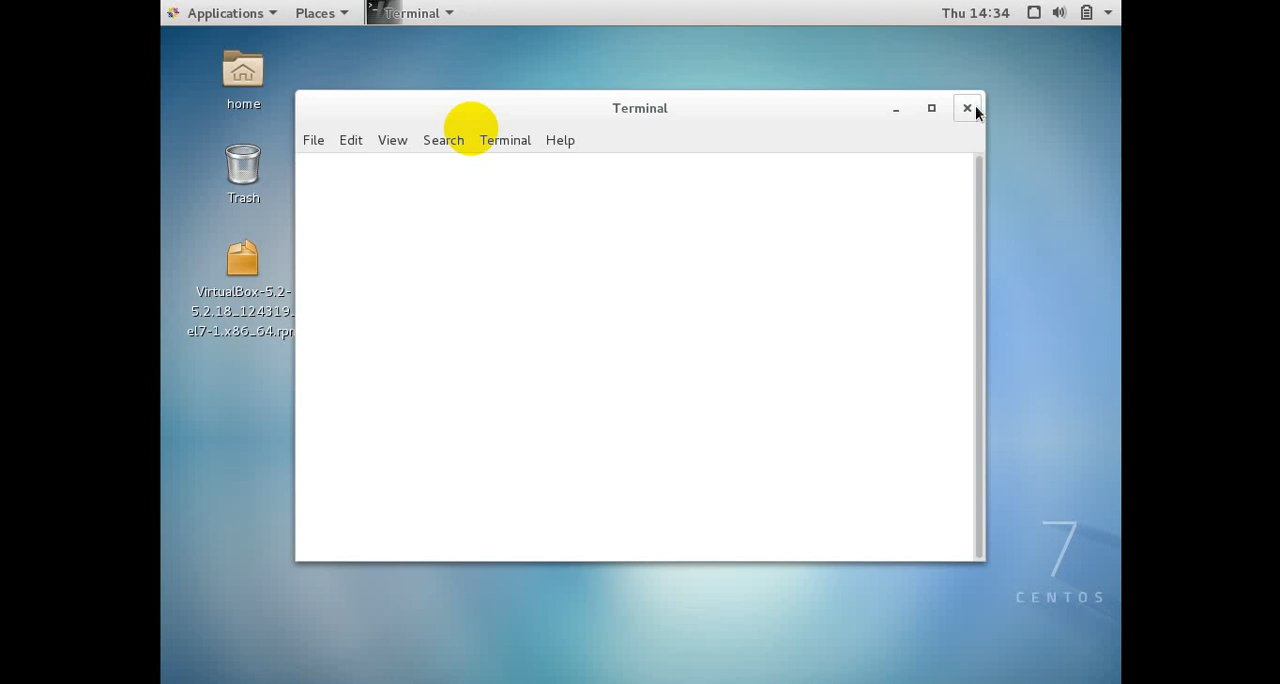 Applications Places Terminal Thu 14:34
home
Terminal
File Edit View Search Terminal Help
Trash
VirtualBox-5.2-
5.2.18_124319_
el7-1.x86_64.rpm
7
CENTOS